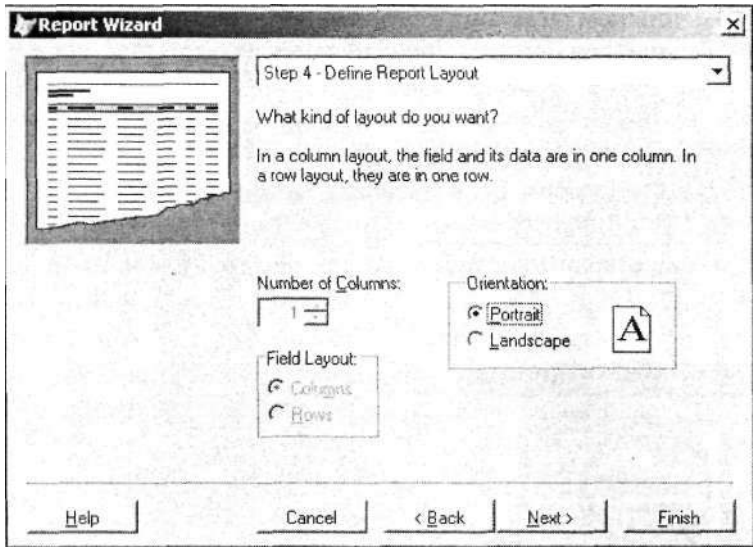 Report Wizard
Step 4 - Define Report Layout
What kind of layout do you want?
In a column layout, the field and its data are in one column. In
a row layout, they are in one row.
Number of Columns:
1
Orientation:
Portrait
Landscape
A
Field Layout:
Columns
Rows
Help
Cancel
< Back
Next >
Finish